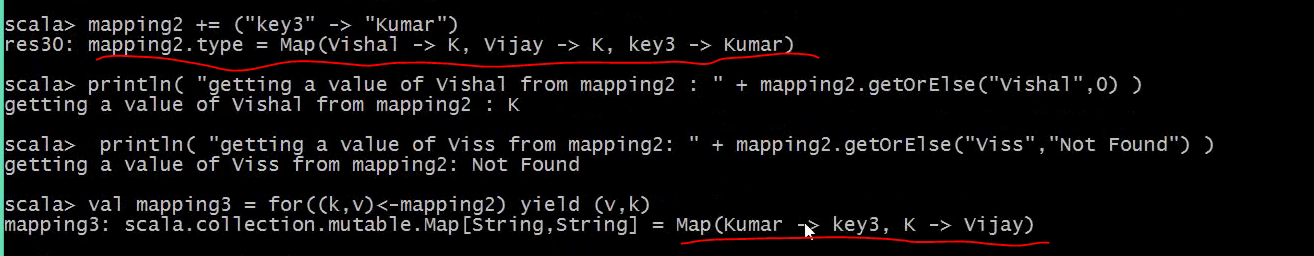 scala> mapping2 += ("key3" -> "Kumar")
res30: mapping2.type = Map(Vishal -> K, Vijay -> K, key3 -> Kumar)
scala> println( "getting a value of Vishal from mapping2 : " + mapping2.getOrElse("Vishal",0) )
getting a value of Vishal from mapping2 : K
scala>  println( "getting a value of Viss from mapping2: " + mapping2.getOrElse("Viss","Not Found") )
getting a value of Viss from mapping2: Not Found
scala> val mapping3 = for((k,v)<-mapping2) yield (v,k)
mapping3: scala.collection.mutable.Map[String,String] = Map(Kumar -> key3, K -> Vijay)